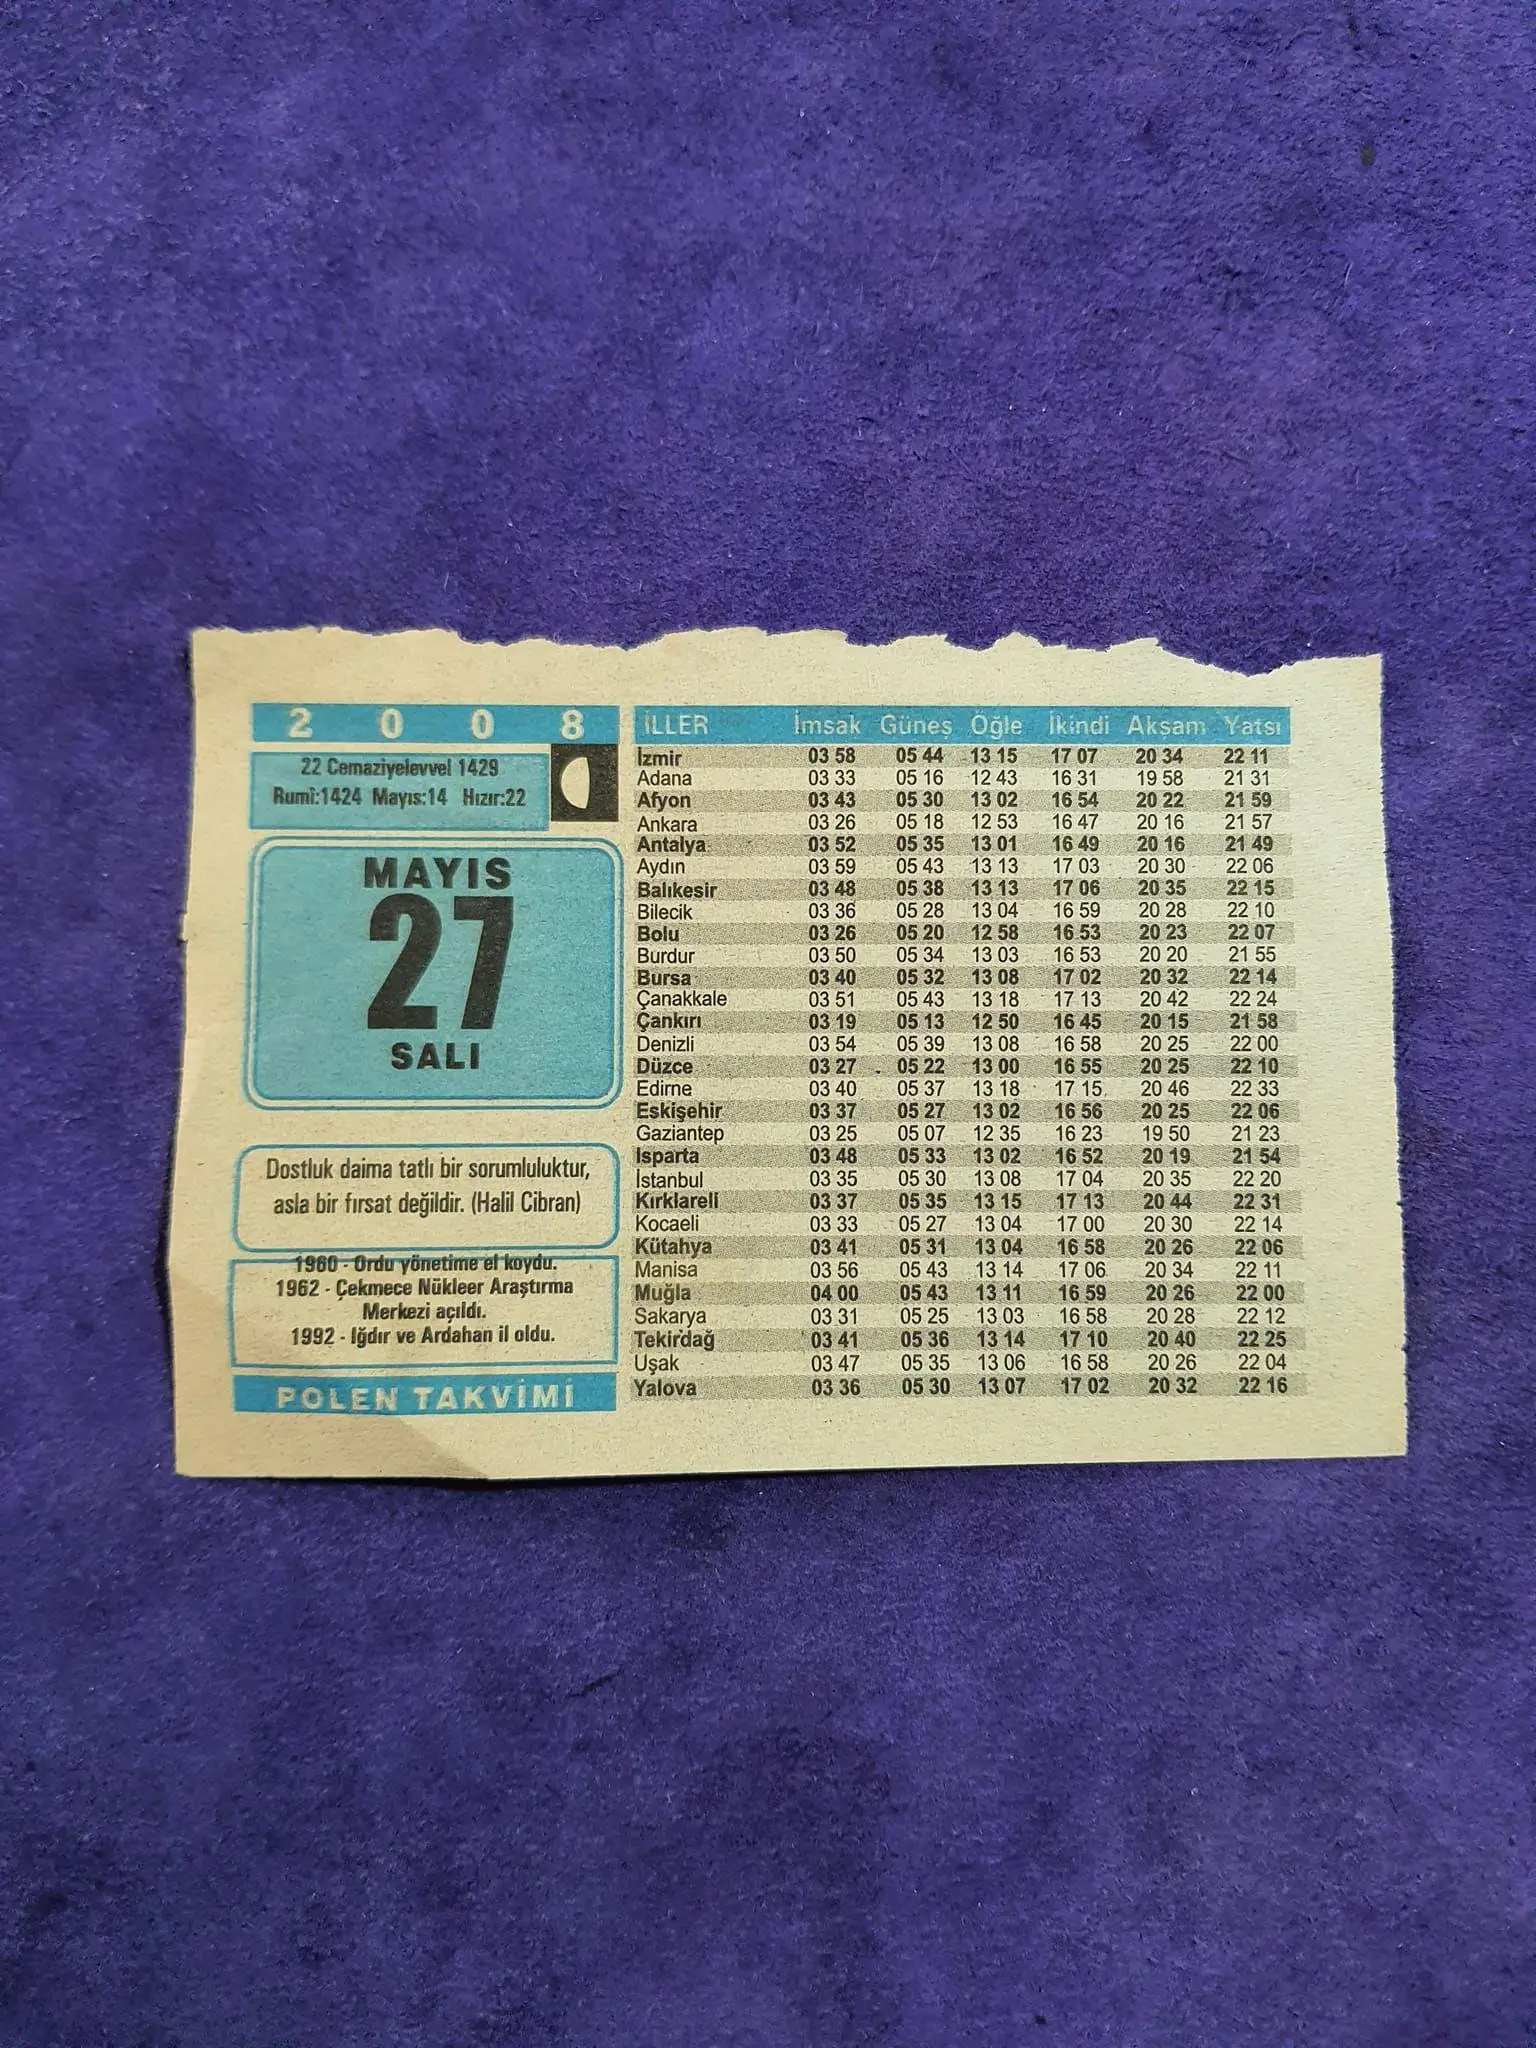 2 0 0 8
22 Cemaziyelevvel 1429
Rumî:1424 Mayıs:14 Hızır:22
MAYIS
27
SALI
Dostluk daima tatlı bir sorumluluktur,
asla bir fırsat değildir. (Halil Cibran)
1960 - Ordu yönetime el koydu.
1962 - Çekmece Nükleer Araştırma
Merkezi açıldı.
1992 - Iğdır ve Ardahan il oldu.
POLEN TAKVİMİ
İLLER İmsak Güneş Öğle İkindi Akşam Yatsı
İzmir 03 58 05 44 13 15 17 07 20 34 22 11
Adana 03 33 05 16 12 43 16 31 19 58 21 31
Afyon 03 43 05 30 13 02 16 54 20 22 21 59
Ankara 03 26 05 18 12 53 16 47 20 16 21 57
Antalya 03 52 05 35 13 01 16 49 20 16 21 49
Aydın 03 59 05 43 13 13 17 03 20 30 22 06
Balıkesir 03 48 05 38 13 13 17 06 20 35 22 15
Bilecik 03 36 05 28 13 04 16 59 20 28 22 10
Bolu 03 26 05 20 12 58 16 53 20 23 22 07
Burdur 03 50 05 34 13 03 16 53 20 20 21 55
Bursa 03 40 05 32 13 08 17 02 20 32 22 14
Çanakkale 03 51 05 43 13 18 17 13 20 42 22 24
Çankırı 03 19 05 13 12 50 16 45 20 15 21 58
Denizli 03 54 05 39 13 08 16 58 20 25 22 00
Düzce 03 27 05 22 13 00 16 55 20 25 22 10
Edirne 03 40 05 37 13 18 17 15 20 46 22 33
Eskişehir 03 37 05 27 13 02 16 56 20 25 22 06
Gaziantep 03 25 05 07 12 35 16 23 19 50 21 23
Isparta 03 48 05 33 13 02 16 52 20 19 21 54
İstanbul 03 35 05 30 13 08 17 04 20 35 22 20
Kırklareli 03 37 05 35 13 15 17 13 20 44 22 31
Kocaeli 03 33 05 27 13 04 17 00 20 30 22 14
Kütahya 03 41 05 31 13 04 16 58 20 26 22 06
Manisa 03 56 05 43 13 14 17 06 20 34 22 11
Muğla 04 00 05 43 13 11 16 59 20 26 22 00
Sakarya 03 31 05 25 13 03 16 58 20 28 22 12
Tekirdağ 03 41 05 36 13 14 17 10 20 40 22 25
Uşak 03 47 05 35 13 06 16 58 20 26 22 04
Yalova 03 36 05 30 13 07 17 02 20 32 22 16